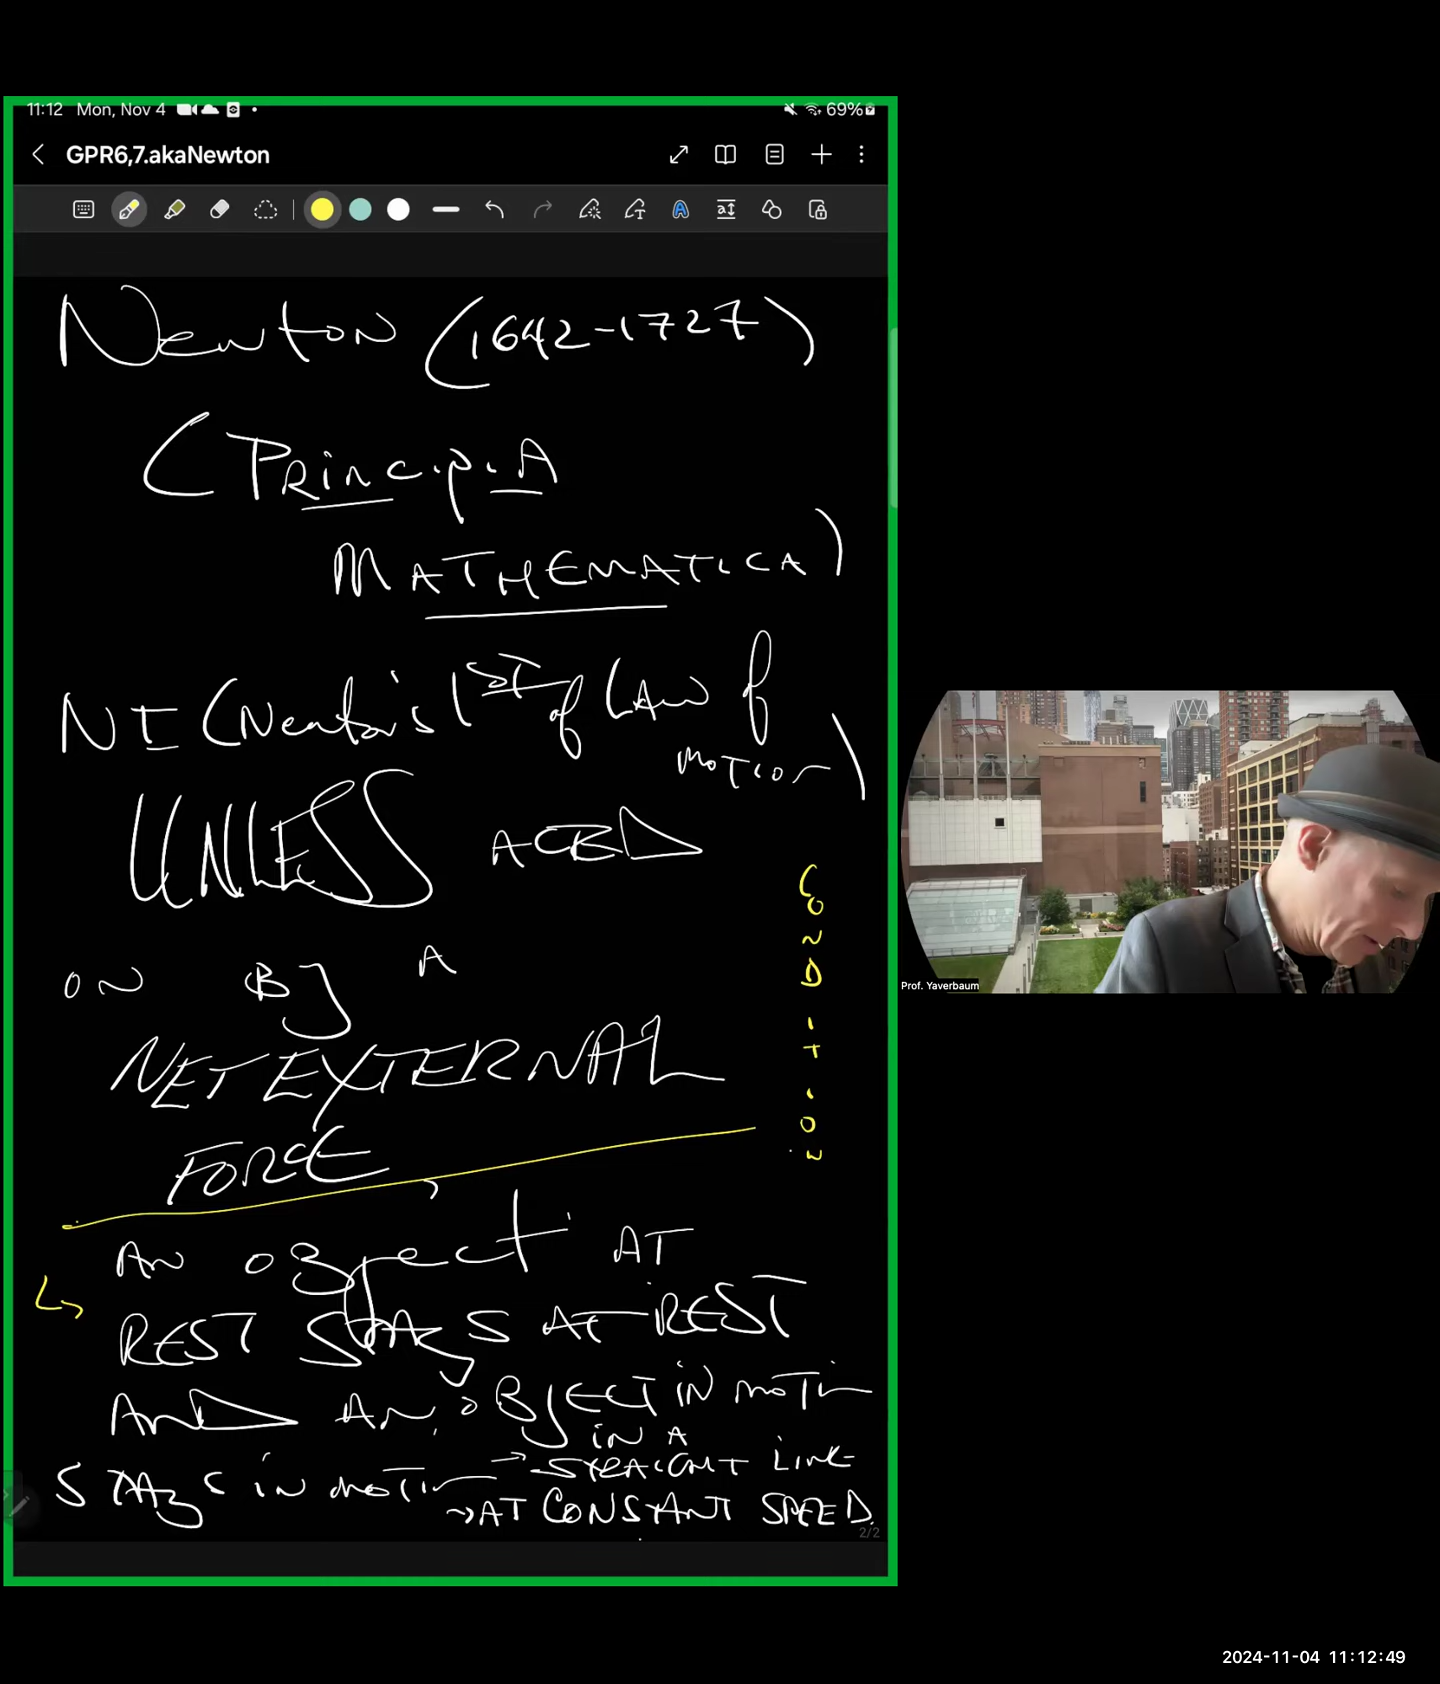 11:12 Mon, Nov 4 69%
GPR6,7.akaNewton
Newton (1642-1727)
(Principia
MATHEMATICA)
NI (Newton's 1ST of Law of
MOTION)
UNLESS ACTED
ON By A
NET EXTERNAL
FORCE,
CONDITION
AN object AT
REST STAYS AT REST
AND AN OBJECT IN MOTION
STAYS in MOTION → IN A STRAIGHT LINE
→ AT CONSTANT SPEED.
2/2
Prof. Yaverbaum
2024-11-04 11:12:49